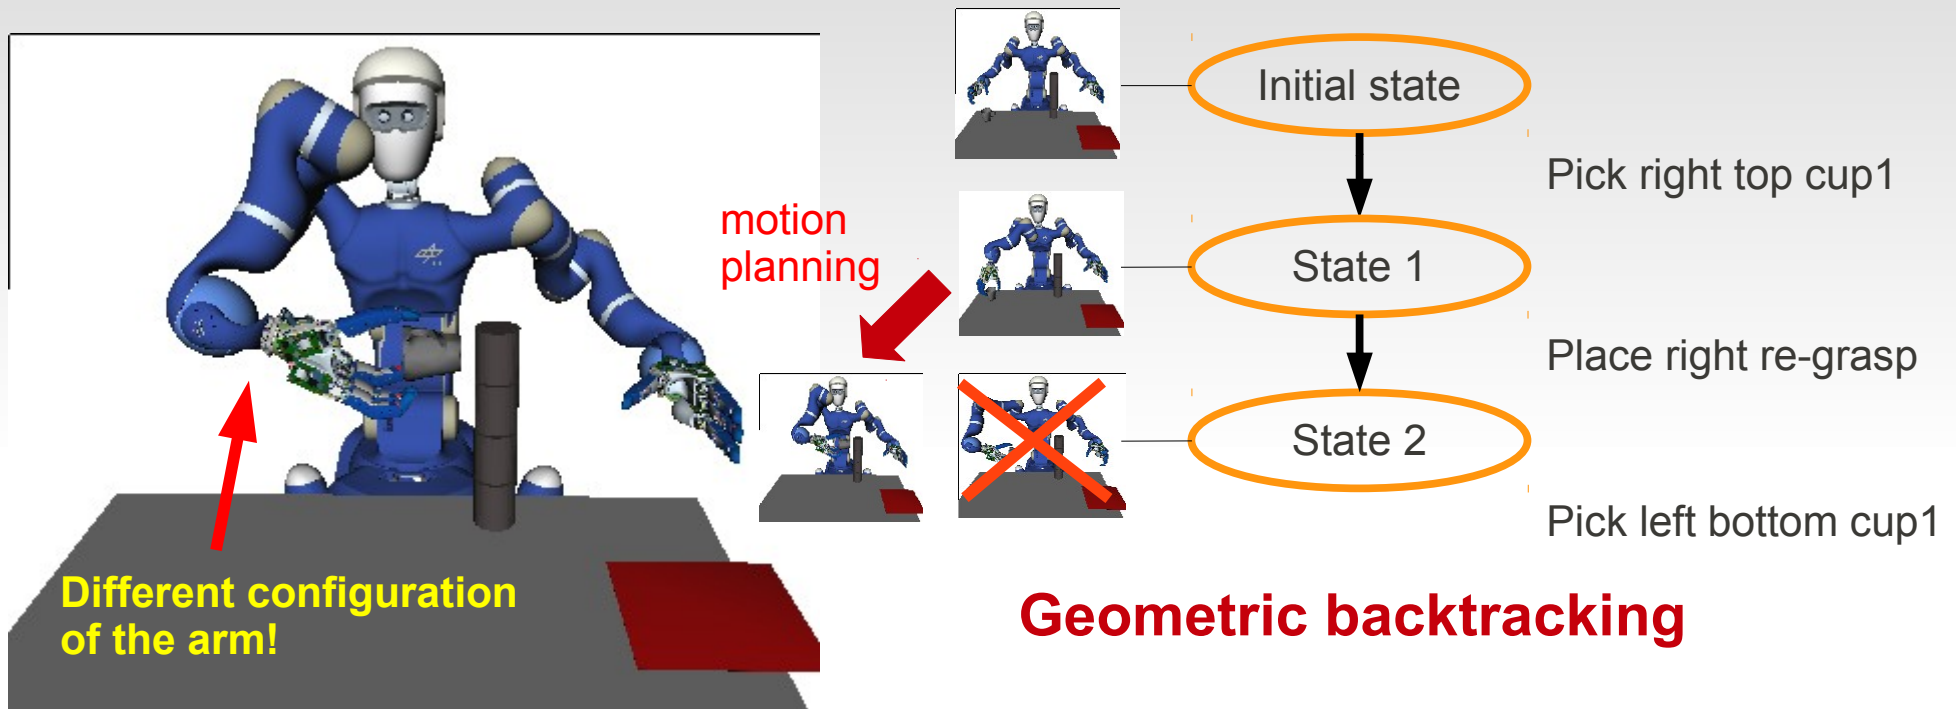 Initial state
Pick right top cup1
motion
planning
State 1
Place right re-grasp
State 2
Pick left bottom cup1
Different configuration
of the arm!
Geometric backtracking